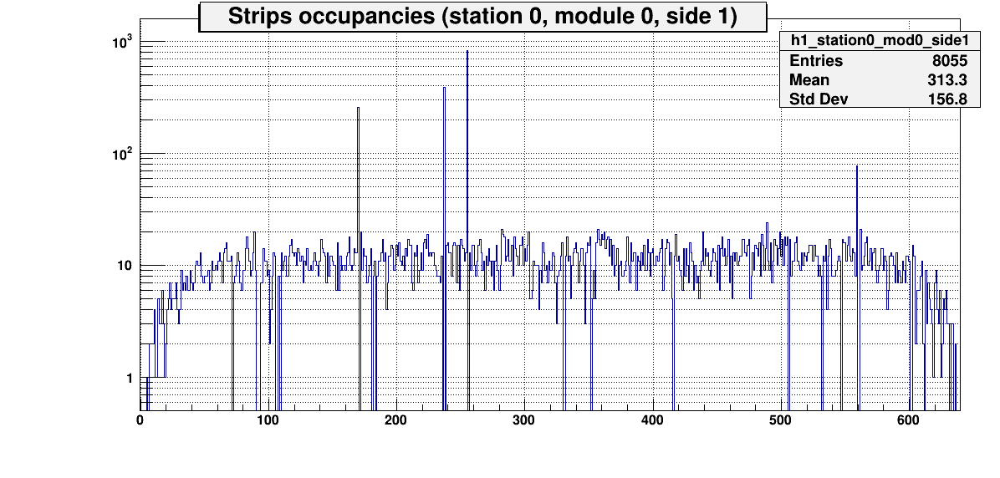 Strips occupancies (station 0, module 0, side 1)
h1_station0_mod0_side1
Entries 8055
Mean 313.3
Std Dev 156.8
10³
10²
10
1
0 100 200 300 400 500 600